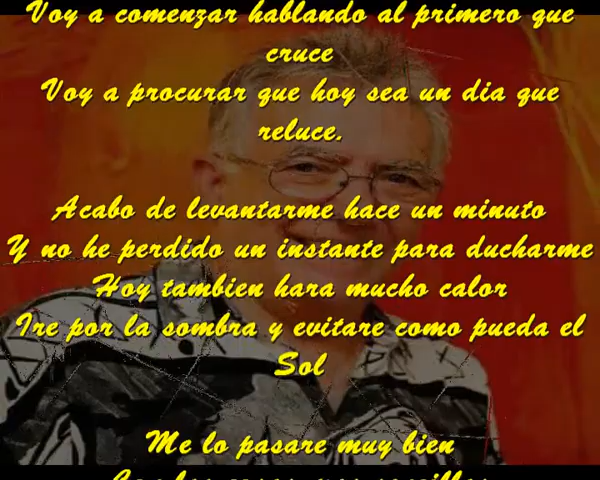 Voy a comenzar hablando al primero que
cruce
Voy a procurar que hoy sea un dia que
reluce.
Acabo de levantarme hace un minuto
Y no he perdido un instante para ducharme
Hoy tambien hara mucho calor
Ire por la sombra y evitare como pueda el
Sol
Me lo pasare muy bien